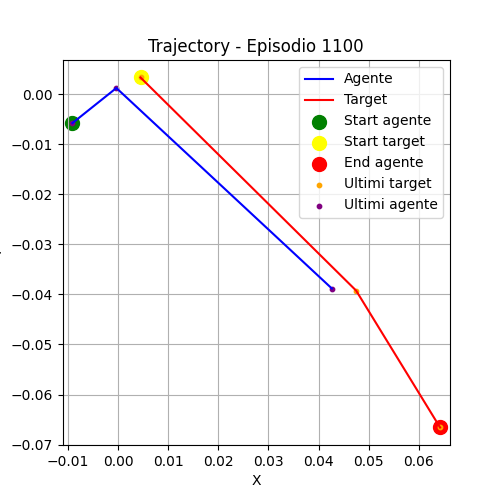 Trajectory - Episodio 1100
Agente
Target
Start agente
Start target
End agente
Ultimi target
Ultimi agente
0.00
−0.01
−0.02
−0.03
−0.04
−0.05
−0.06
−0.07
−0.01 0.00 0.01 0.02 0.03 0.04 0.05 0.06
X